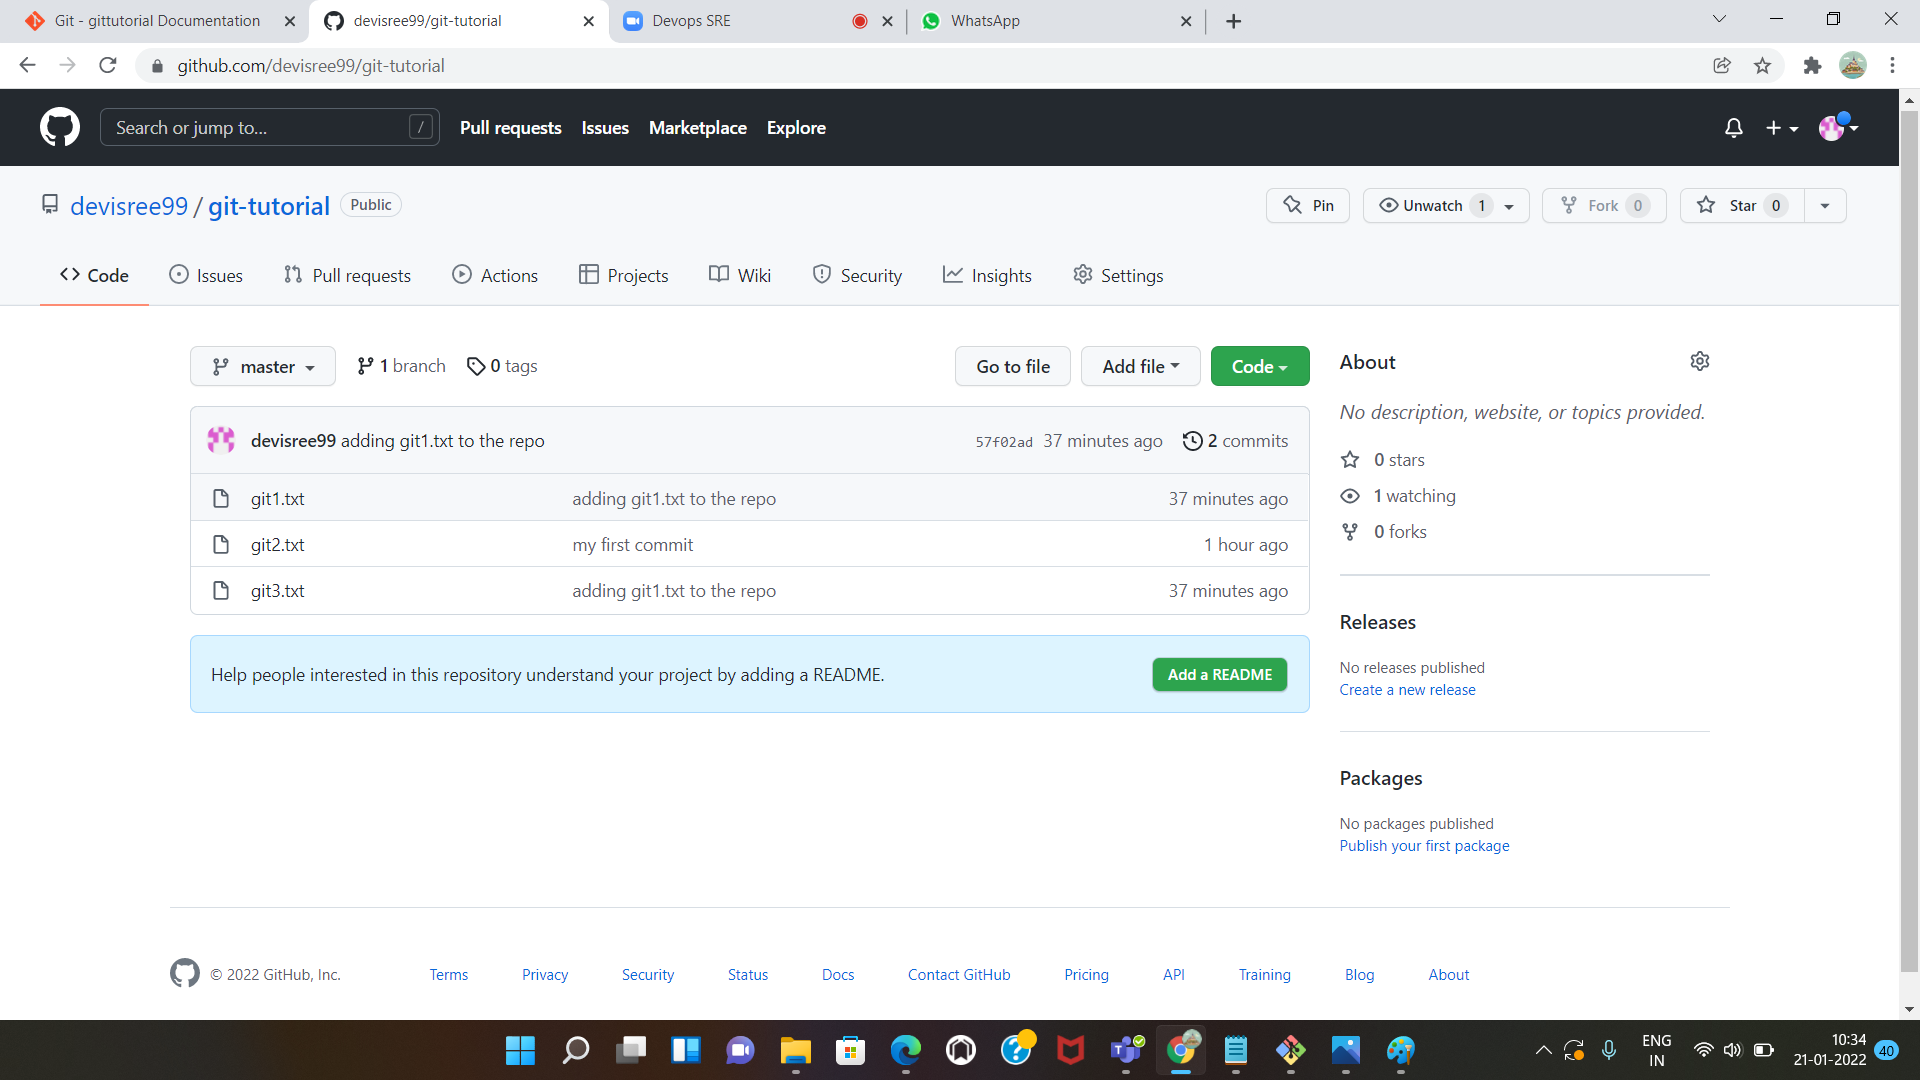 Git - gittutorial Documentation
devisree99/git-tutorial
Devops SRE
WhatsApp
github.com/devisree99/git-tutorial
Search or jump to... /
Pull requests Issues Marketplace Explore
devisree99 / git-tutorial Public
Pin
Unwatch 1
Fork 0
Star 0
Code
Issues
Pull requests
Actions
Projects
Wiki
Security
Insights
Settings
master
1 branch
0 tags
Go to file
Add file
Code
devisree99 adding git1.txt to the repo 57f02ad 37 minutes ago 2 commits
git1.txt adding git1.txt to the repo 37 minutes ago
git2.txt my first commit 1 hour ago
git3.txt adding git1.txt to the repo 37 minutes ago
Help people interested in this repository understand your project by adding a README.
Add a README
About
No description, website, or topics provided.
0 stars
1 watching
0 forks
Releases
No releases published
Create a new release
Packages
No packages published
Publish your first package
© 2022 GitHub, Inc. Terms Privacy Security Status Docs Contact GitHub Pricing API Training Blog About
ENG
IN
10:34
21-01-2022
40